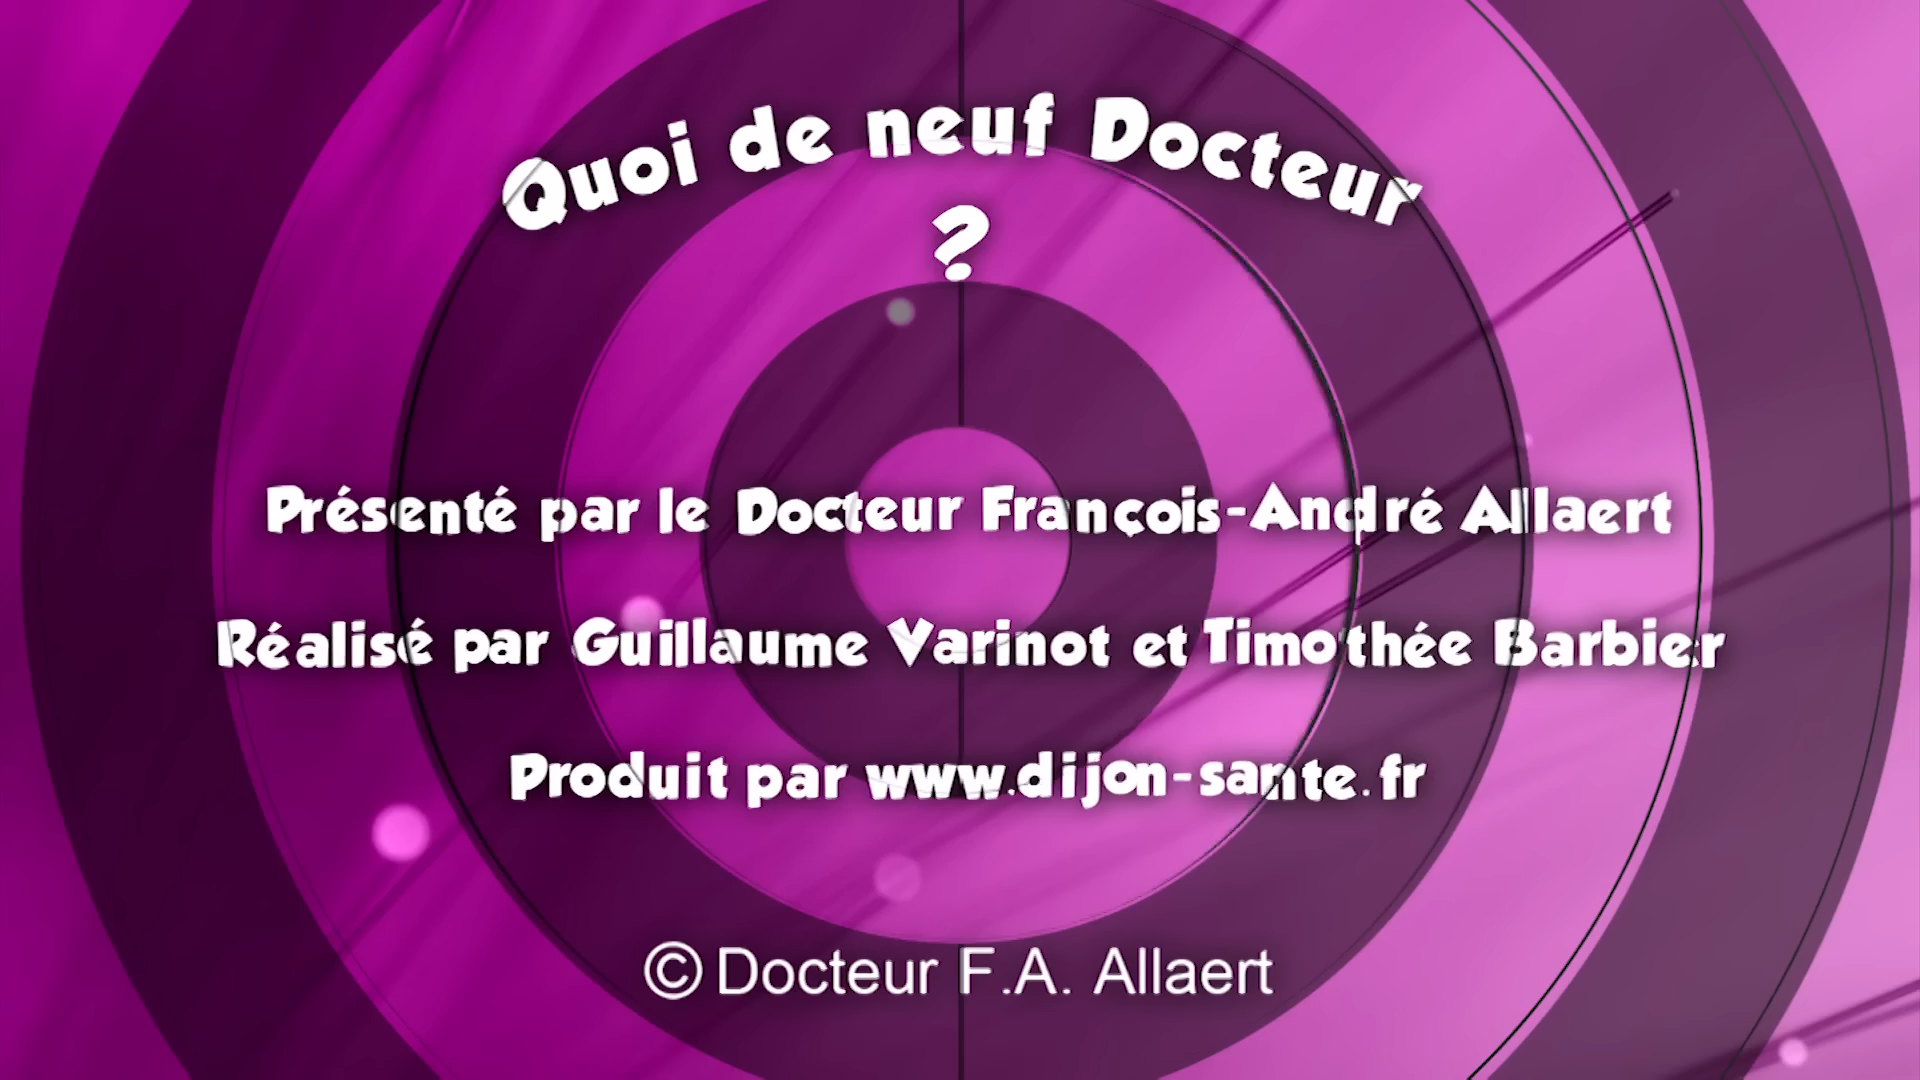 Quoi de neuf Docteur
?
Présenté par le Docteur François-André Allaert
Réalisé par Guillaume Varinot et Timothée Barbier
Produit par www.dijon-sante.fr
© Docteur F.A. Allaert